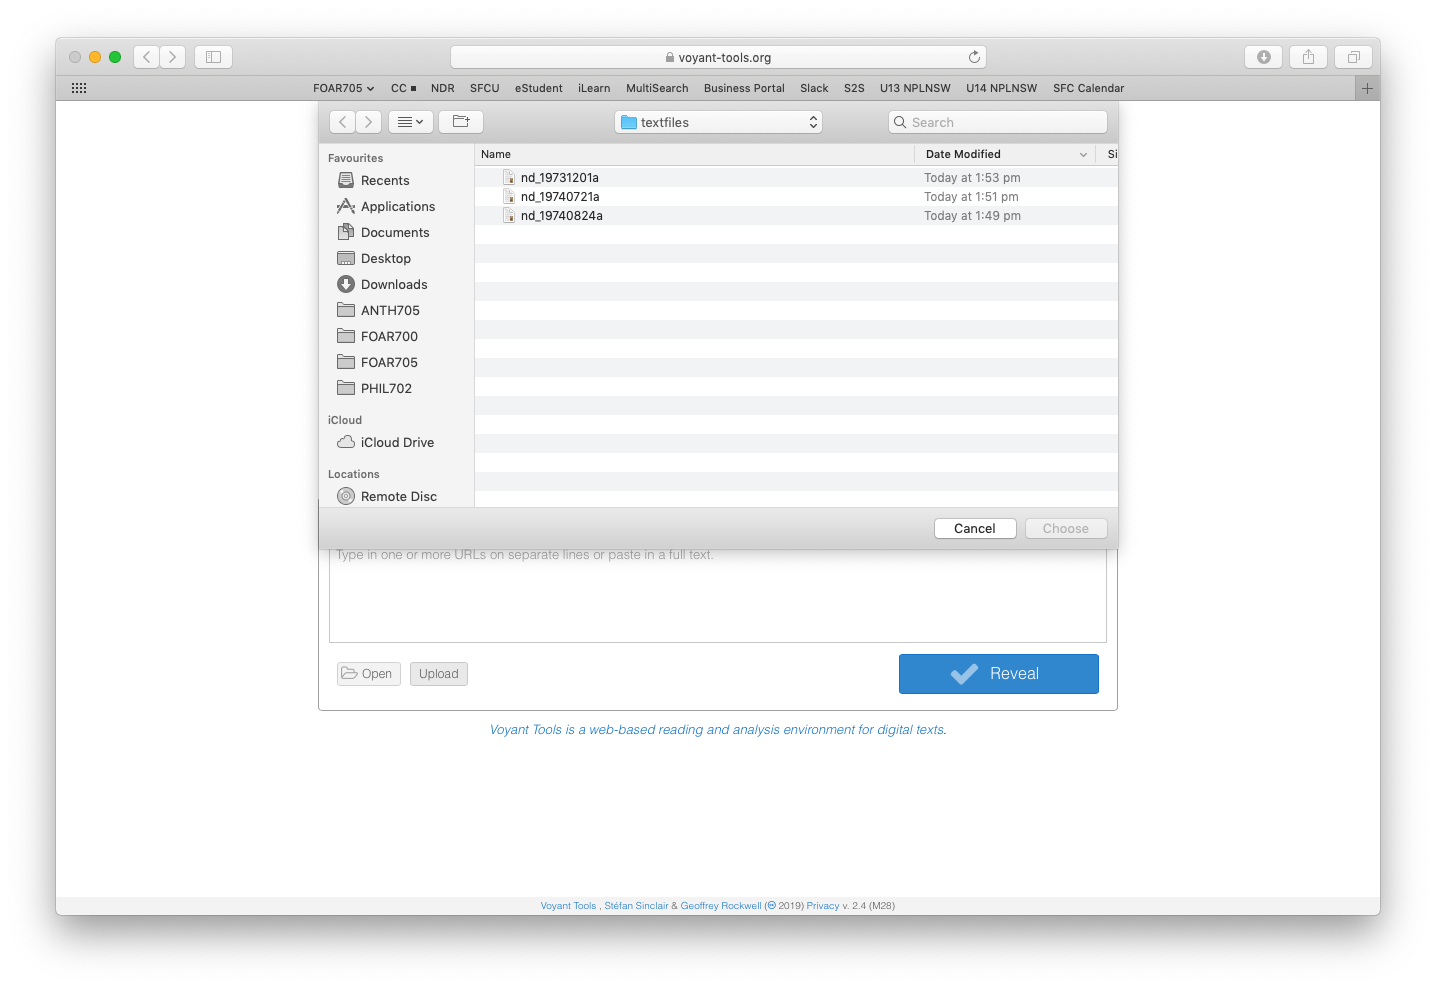 voyant-tools.org
FOAR705 CC NDR SFCU eStudent iLearn MultiSearch Business Portal Slack S2S U13 NPLNSW U14 NPLNSW SFC Calendar
textfiles
Search
Favourites
Recents
Applications
Documents
Desktop
Downloads
ANTH705
FOAR700
FOAR705
PHIL702
iCloud
iCloud Drive
Locations
Remote Disc
Name Date Modified Si
nd_19731201a Today at 1:53 pm
nd_19740721a Today at 1:51 pm
nd_19740824a Today at 1:49 pm
Cancel Choose
Type in one or more URLs on separate lines or paste in a full text.
Open Upload Reveal
Voyant Tools is a web-based reading and analysis environment for digital texts.
Voyant Tools , Stéfan Sinclair & Geoffrey Rockwell (🅭 2019) Privacy v. 2.4 (M28)